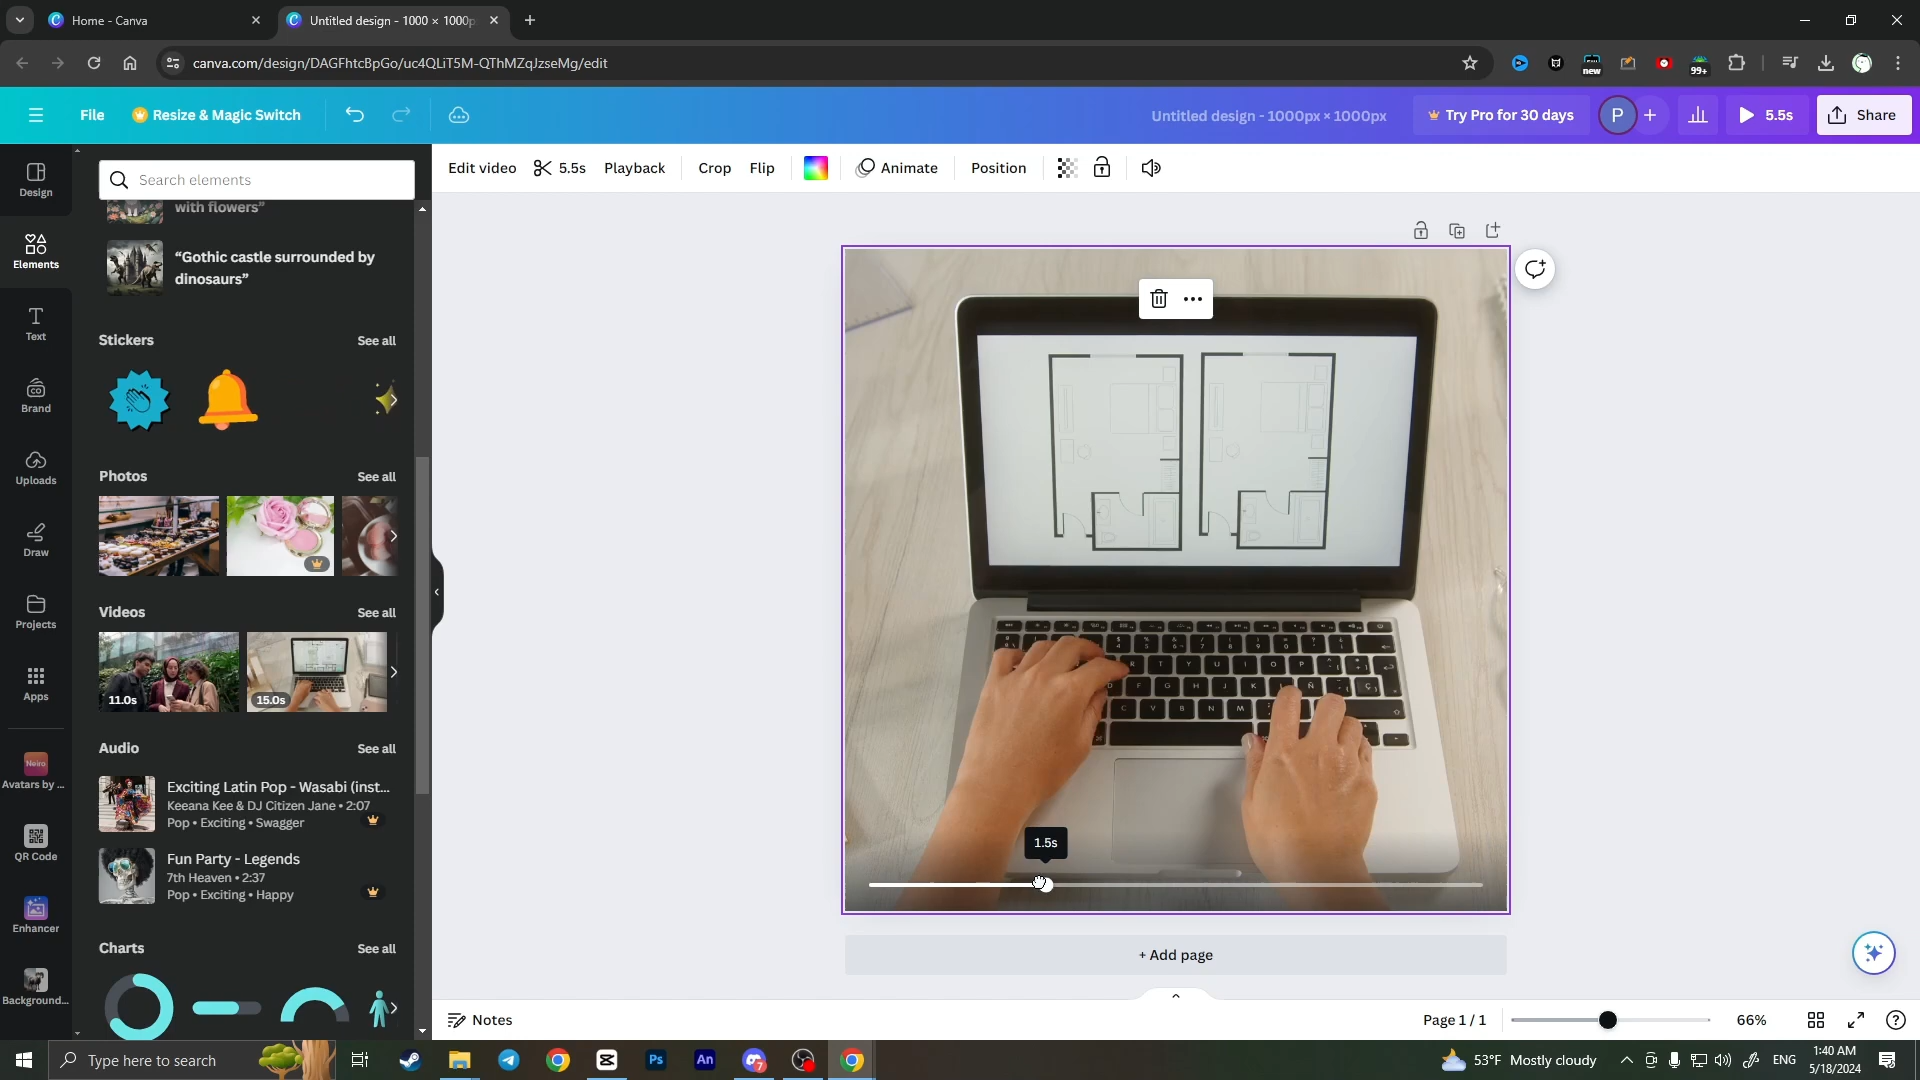 Home - Canva
Untitled design - 1000 × 1000p
canva.com/design/DAGFhtcBpGo/uc4QLiT5M-QThMZqJzseMg/edit
new
99+
File
Resize & Magic Switch
Untitled design - 1000px × 1000px
Try Pro for 30 days
P
5.5s
Share
Design
Elements
Text
Brand
Uploads
Draw
Projects
Apps
Neiro
Avatars by ...
QR Code
Enhancer
Background...
Search elements
with flowers”
“Gothic castle surrounded by
dinosaurs”
Stickers
See all
Photos
See all
Videos
See all
11.0s
15.0s
Audio
See all
Exciting Latin Pop - Wasabi (inst...
Keeana Kee & DJ Citizen Jane • 2:07
Pop • Exciting • Swagger
Fun Party - Legends
7th Heaven • 2:37
Pop • Exciting • Happy
Charts
See all
Edit video
5.5s
Playback
Crop
Flip
Animate
Position
1.5s
+ Add page
Notes
Page 1 / 1
66%
Type here to search
Ps
An
7
53°F Mostly cloudy
ENG
1:40 AM
5/18/2024